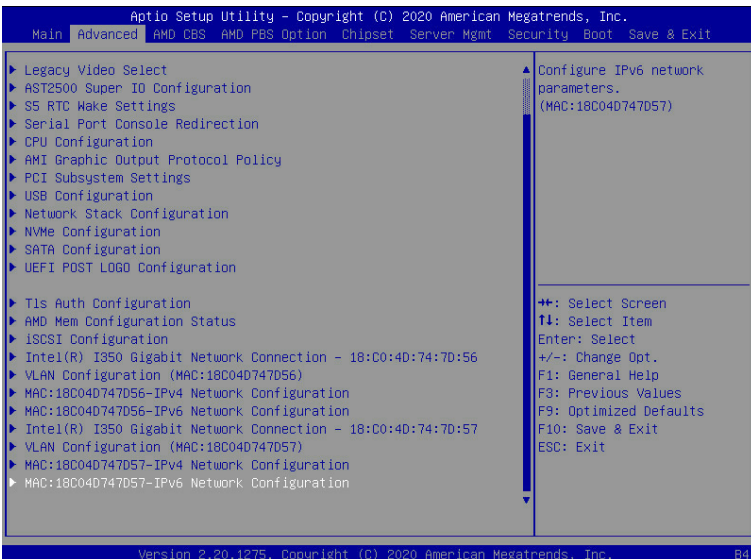 Aptio Setup Utility – Copyright (C) 2020 American Megatrends, Inc.
Main Advanced AMD CBS AMD PBS Option Chipset Server Mgmt Security Boot Save & Exit
Legacy Video Select
AST2500 Super IO Configuration
S5 RTC Wake Settings
Serial Port Console Redirection
CPU Configuration
AMI Graphic Output Protocol Policy
PCI Subsystem Settings
USB Configuration
Network Stack Configuration
NVMe Configuration
SATA Configuration
UEFI POST LOGO Configuration
Tls Auth Configuration
AMD Mem Configuration Status
iSCSI Configuration
Intel(R) I350 Gigabit Network Connection – 18:C0:4D:74:7D:56
VLAN Configuration (MAC:18C04D747D56)
MAC:18C04D747D56-IPv4 Network Configuration
MAC:18C04D747D56-IPv6 Network Configuration
Intel(R) I350 Gigabit Network Connection – 18:C0:4D:74:7D:57
VLAN Configuration (MAC:18C04D747D57)
MAC:18C04D747D57-IPv4 Network Configuration
MAC:18C04D747D57-IPv6 Network Configuration
Configure IPv6 network
parameters.
(MAC:18C04D747D57)
→←: Select Screen
↑↓: Select Item
Enter: Select
+/-: Change Opt.
F1: General Help
F3: Previous Values
F9: Optimized Defaults
F10: Save & Exit
ESC: Exit
Version 2.20.1275. Copyright (C) 2020 American Megatrends, Inc.
B4